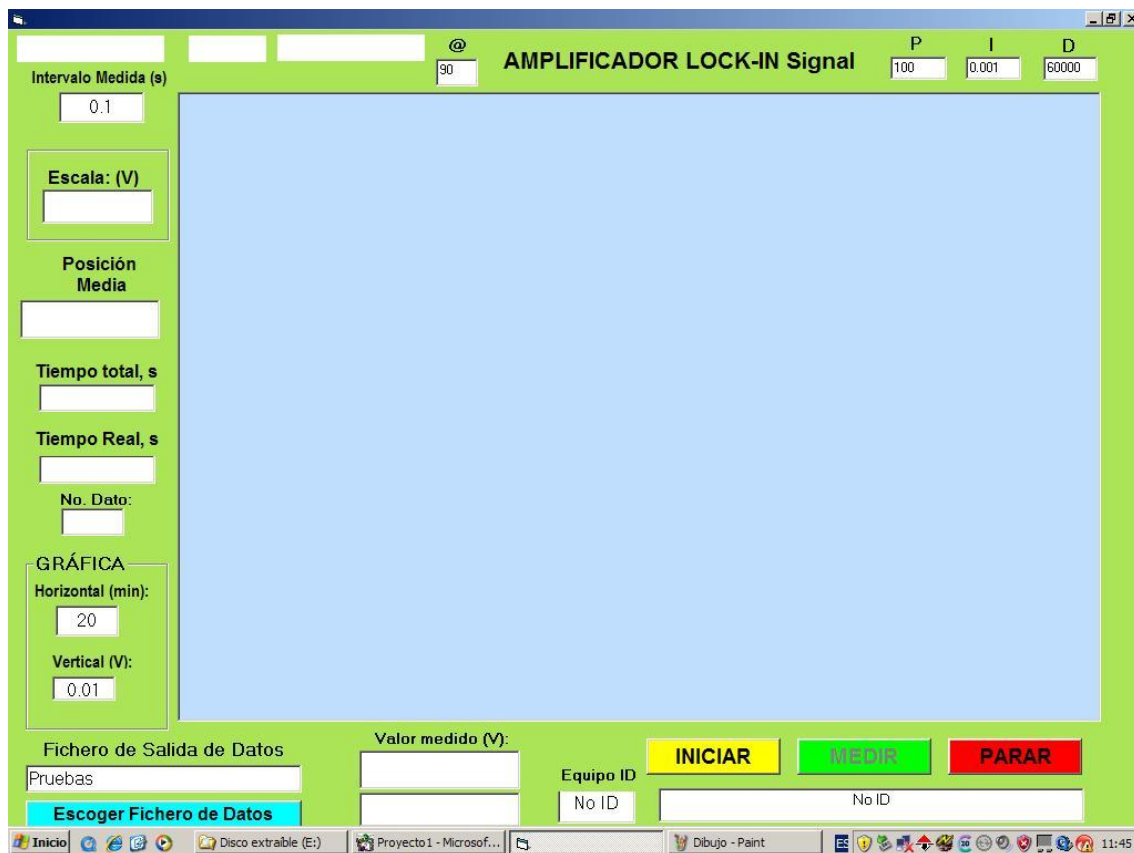 @
P I D
AMPLIFICADOR LOCK-IN Signal
90
100 0.001 60000
Intervalo Medida (s)
0.1
Escala: (V)
Posición
Media
Tiempo total, s
Tiempo Real, s
No. Dato:
GRÁFICA
Horizontal (min):
20
Vertical (V):
0.01
Fichero de Salida de Datos
Pruebas
Escoger Fichero de Datos
Valor medido (V):
Equipo ID
No ID
INICIAR MEDIR PARAR
No ID
Inicio Disco extraíble (E:) Proyecto1 - Microsof... Dibujo - Paint ES 11:45